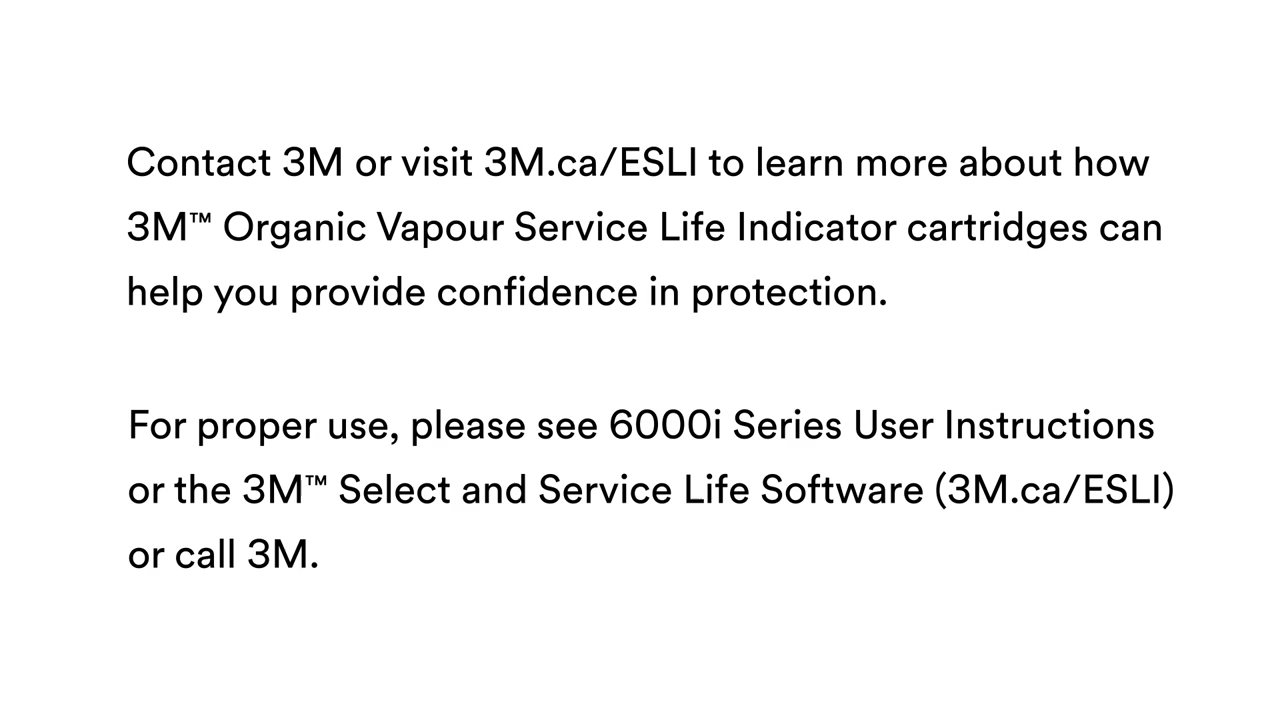 Contact 3M or visit 3M.ca/ESLI to learn more about how
3M™ Organic Vapour Service Life Indicator cartridges can
help you provide confidence in protection.
For proper use, please see 6000i Series User Instructions
or the 3M™ Select and Service Life Software (3M.ca/ESLI)
or call 3M.